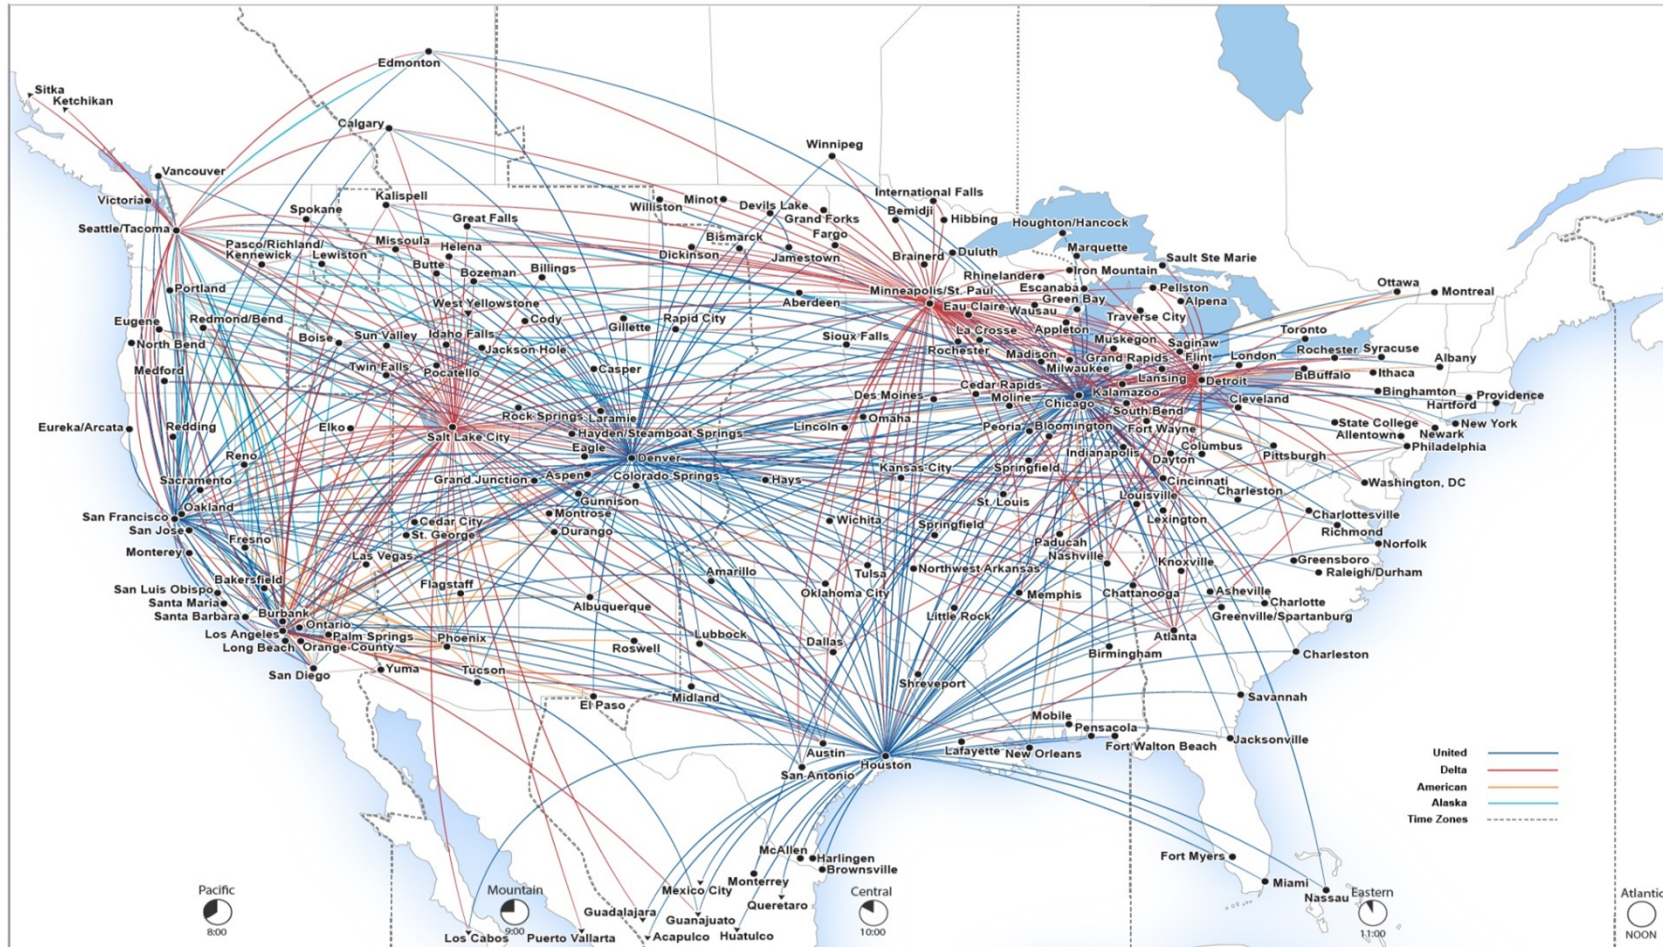 Edmonton
Sitka
Ketchikan
Calgary
Winnipeg
Vancouver
Victoria
Seattle/Tacoma
Spokane
Kalispell
Great Falls
Williston
Minot
Devils Lake
Grand Forks
Fargo
International Falls
Bemidji
Hibbing
Houghton/Hancock
Pasco/Richland/
Kennewick
Lewiston
Missoula
Helena
Butte
Bozeman
Billings
Bismarck
Dickinson
Jamestown
Brainerd
Duluth
Marquette
Sault Ste Marie
Rhinelander
Iron Mountain
Portland
West Yellowstone
Aberdeen
Minneapolis/St. Paul
Escanaba
Pellston
Ottawa
Montreal
Eau Claire
Green Bay
Wausau
Alpena
Traverse City
Eugene
Redmond/Bend
North Bend
Boise
Sun Valley
Idaho Falls
Cody
Gillette
Rapid City
Sioux Falls
La Crosse
Appleton
Jackson Hole
Rochester
Muskegon
Saginaw
Toronto
Medford
Twin Falls
Pocatello
Casper
Madison
Milwaukee
Grand Rapids
Flint
London
Rochester
Syracuse
Albany
Lansing
Detroit
Buffalo
Ithaca
Cedar Rapids
Des Moines
Moline
Kalamazoo
Chicago
South Bend
Cleveland
Binghamton
Hartford
Providence
Eureka/Arcata
Redding
Elko
Salt Lake City
Rock Springs
Laramie
Hayden/Steamboat Springs
Lincoln
Omaha
Peoria
Bloomington
Fort Wayne
State College
Allentown
Newark
New York
Philadelphia
Reno
Eagle
Denver
Indianapolis
Dayton
Columbus
Pittsburgh
Sacramento
Grand Junction
Aspen
Colorado Springs
Hays
Kansas City
Springfield
Cincinnati
Washington, DC
Gunnison
Montrose
Durango
St. Louis
Louisville
Charleston
Oakland
San Francisco
San Jose
Cedar City
St. George
Wichita
Springfield
Lexington
Charlottesville
Richmond
Fresno
Monterey
Las Vegas
Paducah
Nashville
Norfolk
Bakersfield
Flagstaff
Amarillo
Tulsa
Northwest Arkansas
Knoxville
Greensboro
Raleigh/Durham
San Luis Obispo
Santa Maria
Santa Barbara
Burbank
Albuquerque
Oklahoma City
Memphis
Chattanooga
Asheville
Charlotte
Greenville/Spartanburg
Little Rock
Ontario
Los Angeles
Palm Springs
Long Beach
Orange County
Phoenix
Roswell
Lubbock
Dallas
Atlanta
Birmingham
Charleston
San Diego
Yuma
Tucson
El Paso
Midland
Shreveport
Savannah
Mobile
Pensacola
Austin
Houston
Lafayette
New Orleans
Fort Walton Beach
Jacksonville
San Antonio
United
Delta
American
Alaska
Time Zones
McAllen
Harlingen
Brownsville
Fort Myers
Miami
Nassau
Monterrey
Mexico City
Queretaro
Guadalajara
Guanajuato
Los Cabos
Puerto Vallarta
Acapulco
Huatulco
Pacific
8:00
Mountain
9:00
Central
10:00
Eastern
11:00
Atlantic
NOON